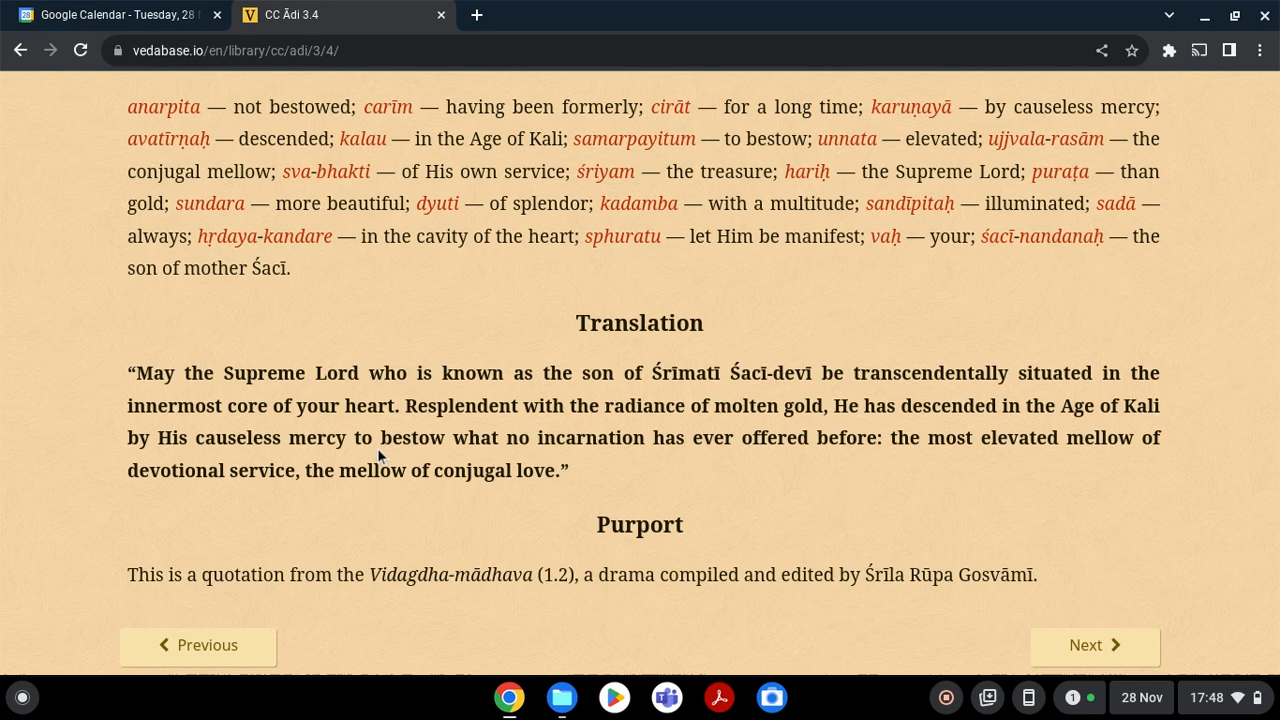 28
Google Calendar - Tuesday, 28
V
CC Ādi 3.4
vedabase.io/en/library/cc/adi/3/4/
anarpita — not bestowed; carīm — having been formerly; cirāt — for a long time; karuṇayā — by causeless mercy;
avatīrṇaḥ — descended; kalau — in the Age of Kali; samarpayitum — to bestow; unnata — elevated; ujjvala-rasām — the
conjugal mellow; sva-bhakti — of His own service; śriyam — the treasure; hariḥ — the Supreme Lord; puraṭa — than
gold; sundara — more beautiful; dyuti — of splendor; kadamba — with a multitude; sandīpitaḥ — illuminated; sadā —
always; hṛdaya-kandare — in the cavity of the heart; sphuratu — let Him be manifest; vaḥ — your; śacī-nandanaḥ — the
son of mother Śacī.
Translation
“May the Supreme Lord who is known as the son of Śrīmatī Śacī-devī be transcendentally situated in the
innermost core of your heart. Resplendent with the radiance of molten gold, He has descended in the Age of Kali
by His causeless mercy to bestow what no incarnation has ever offered before: the most elevated mellow of
devotional service, the mellow of conjugal love.”
Purport
This is a quotation from the Vidagdha-mādhava (1.2), a drama compiled and edited by Śrīla Rūpa Gosvāmī.
Previous
Next
1
28 Nov
17:48